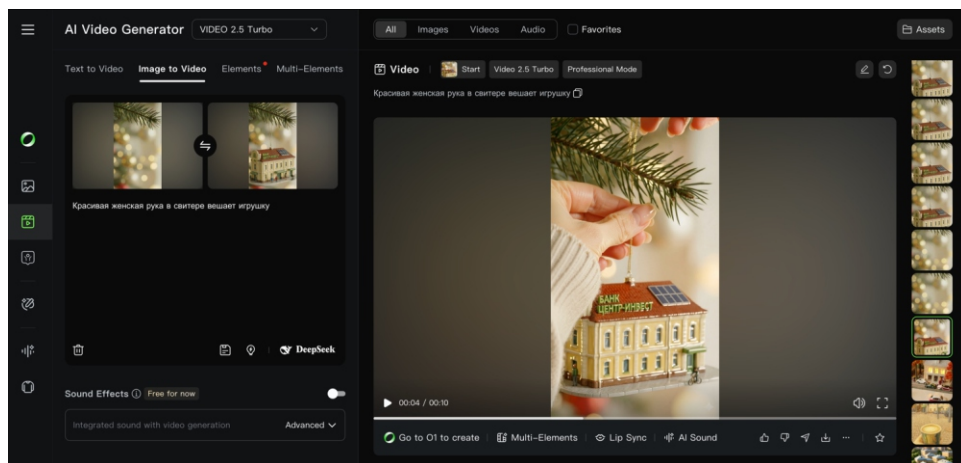 AI Video Generator VIDEO 2.5 Turbo
All Images Videos Audio Favorites
Assets
Text to Video Image to Video Elements Multi-Elements
Video Start Video 2.5 Turbo Professional Mode
Красивая женская рука в свитере вешает игрушку
Красивая женская рука в свитере вешает игрушку
БАНК
ЦЕНТР-ИНВЕСТ
DeepSeek
Sound Effects Free for now
Integrated sound with video generation Advanced
00:04 / 00:10
Go to O1 to create Multi-Elements Lip Sync AI Sound